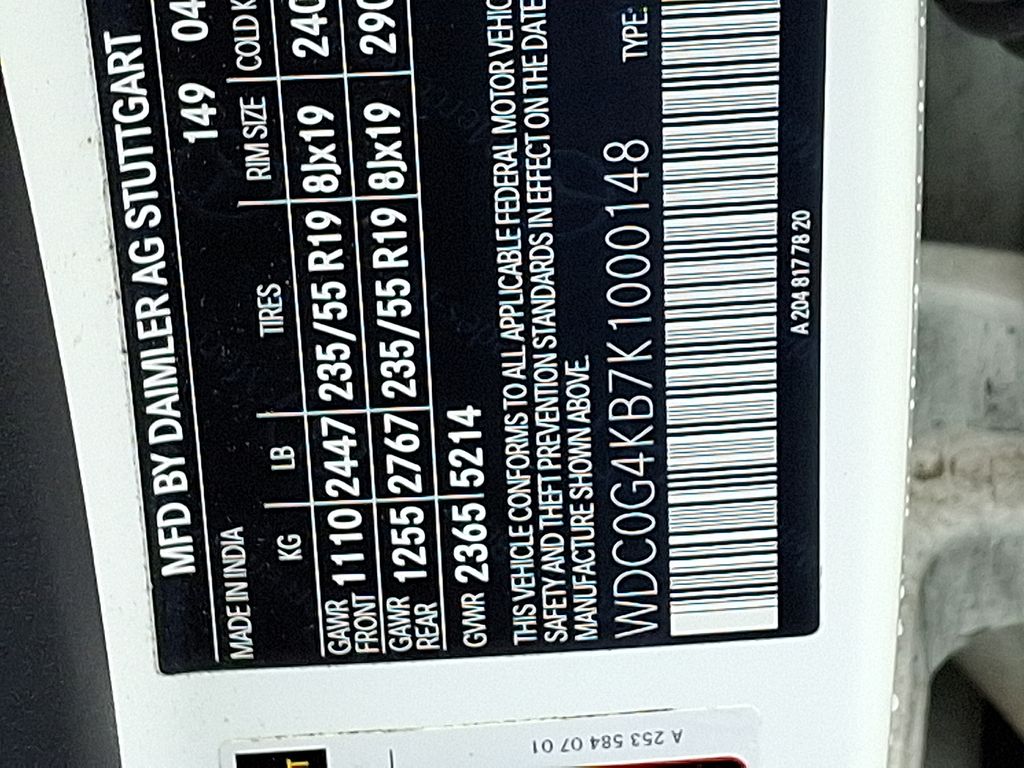 MFD BY DAIMLER AG STUTTGART
MADE IN INDIA 149 04
KG LB TIRES RIM SIZE COLD K
GAWR FRONT 1110 2447 235/55 R19 8Jx19 240
GAWR REAR 1255 2767 235/55 R19 8Jx19 290
GVWR 2365 5214
THIS VEHICLE CONFORMS TO ALL APPLICABLE FEDERAL MOTOR VEHIC
SAFETY AND THEFT PREVENTION STANDARDS IN EFFECT ON THE DATE
MANUFACTURE SHOWN ABOVE.
WDC0G4KB7K1000148 TYPE:
A 204 817 78 20
A 253 584 07 01